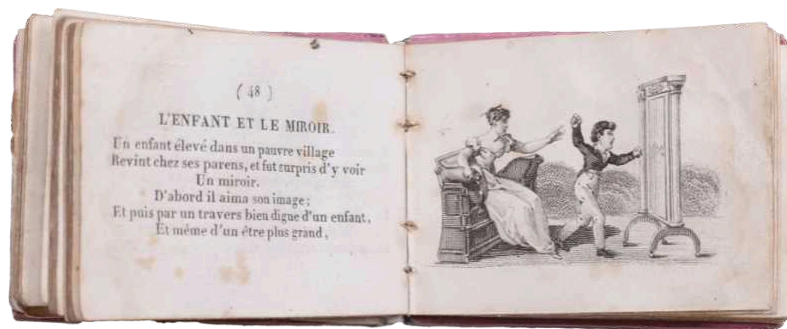 ( 48 )
L'ENFANT ET LE MIROIR.
Un enfant élevé dans un pauvre village
Revint chez ses parens, et fut surpris d'y voir
Un miroir.
D'abord il aima son image;
Et puis par un travers bien digne d'un enfant,
Et même d'un être plus grand,